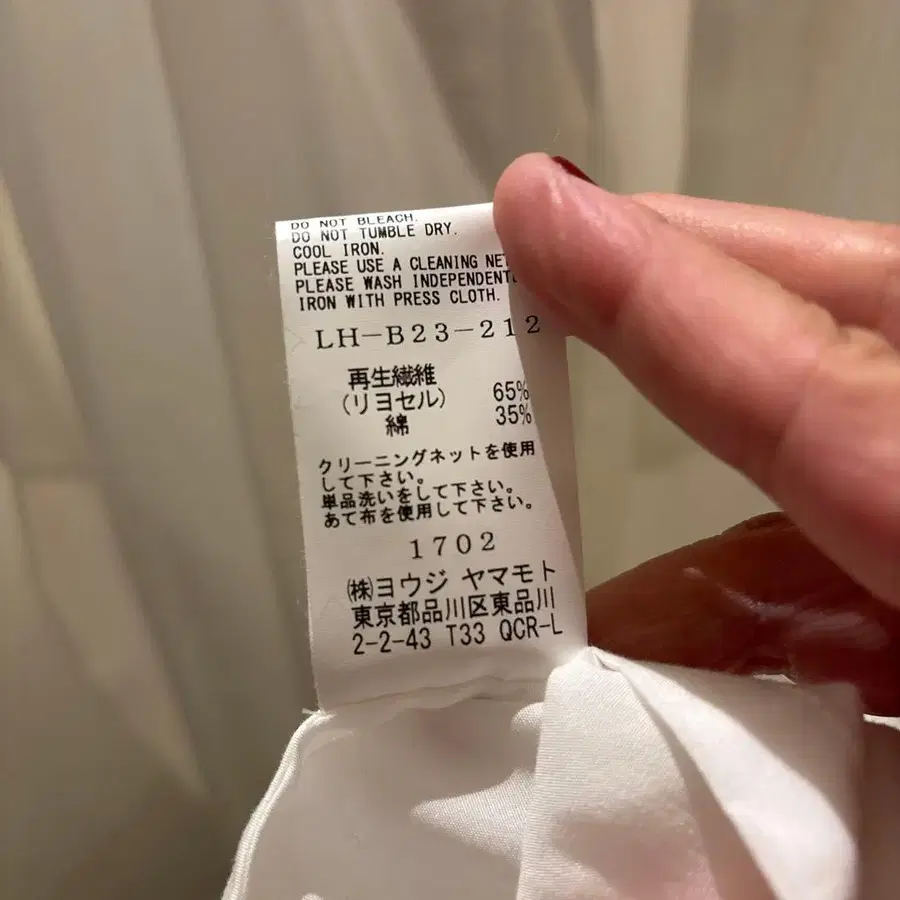 DO NOT BLEACH.
DO NOT TUMBLE DRY.
COOL IRON.
PLEASE USE A CLEANING
PLEASE WASH
IRON WITH PRESS CLOTH.
LH-B23-212
再生繊維
(リヨセル) 65%
綿 35%
クリーニングネットを使用
して下さい。
単品洗いをして下さい。
あて布を使用して下さい。
1702
㈱ヨウジ ヤマモト
東京都品川区東品川
2-2-43 T33 QCR-L